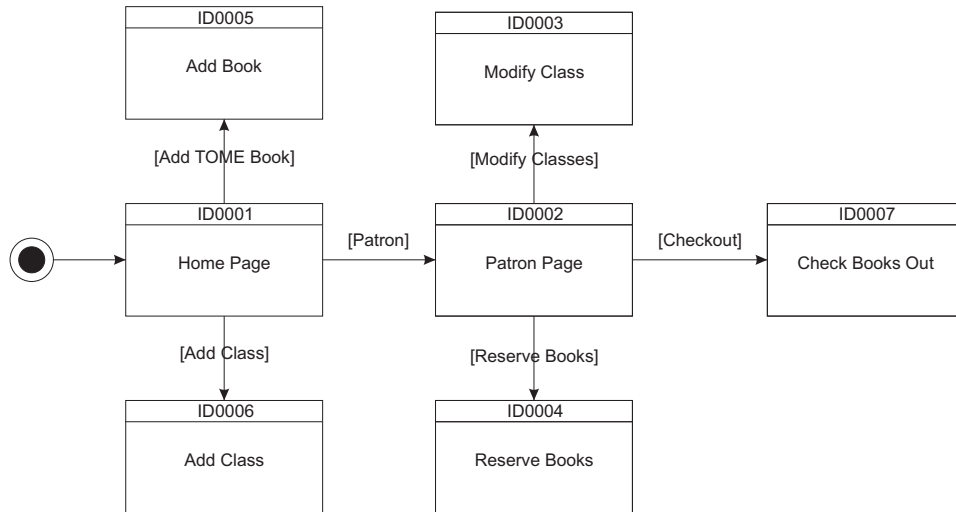 ID0005
Add Book
ID0003
Modify Class
[Add TOME Book]
[Modify Classes]
ID0001
Home Page
[Patron]
ID0002
Patron Page
[Checkout]
ID0007
Check Books Out
[Add Class]
[Reserve Books]
ID0006
Add Class
ID0004
Reserve Books